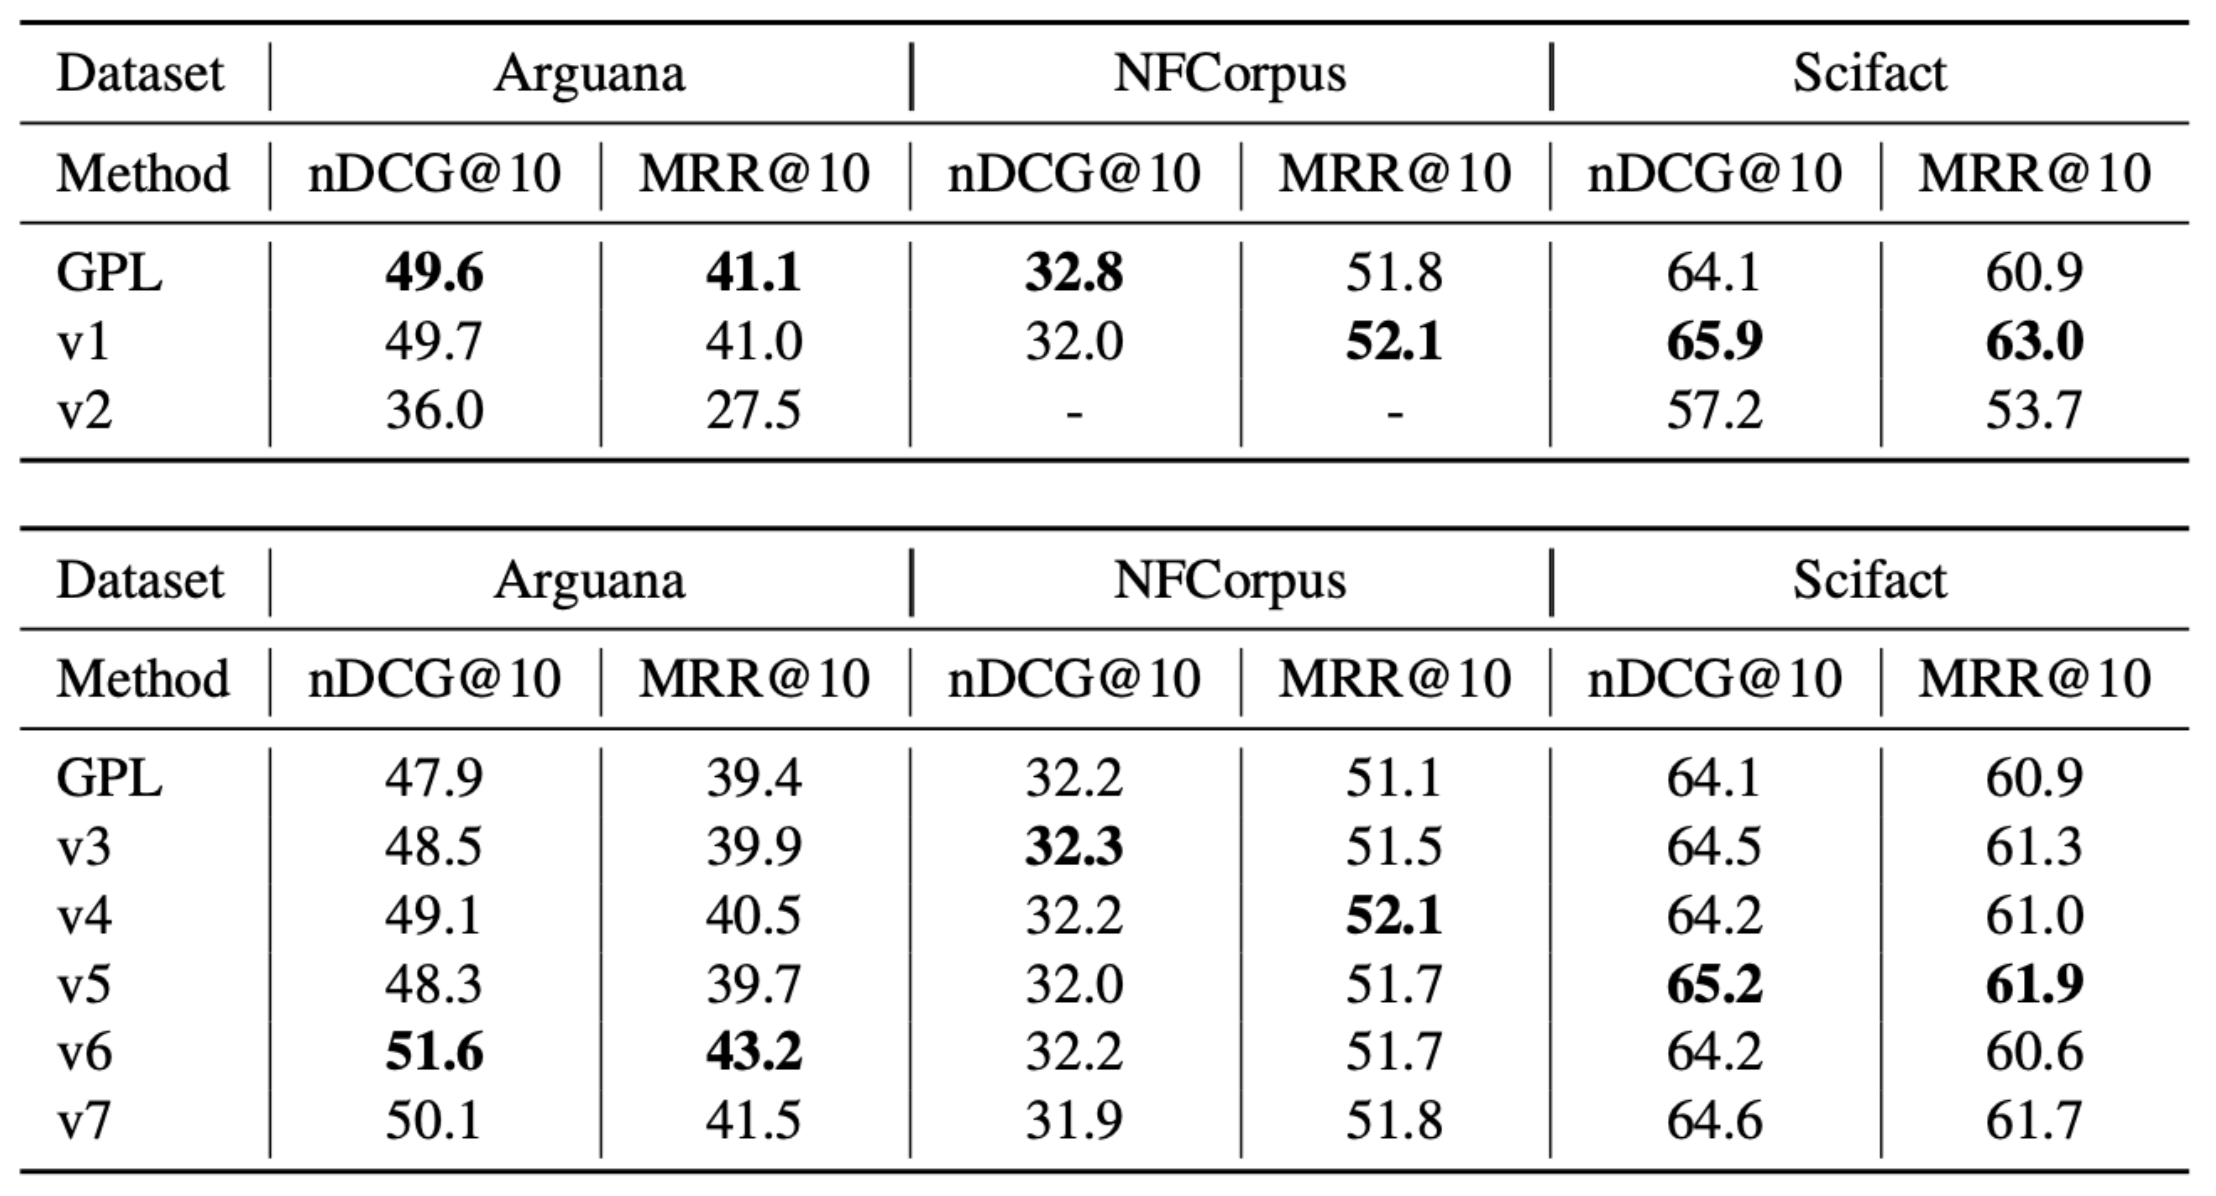 Dataset Arguana NFCorpus Scifact
Method nDCG@10 MRR@10 nDCG@10 MRR@10 nDCG@10 MRR@10
GPL 49.6 41.1 32.8 51.8 64.1 60.9
v1 49.7 41.0 32.0 52.1 65.9 63.0
v2 36.0 27.5 - - 57.2 53.7
Dataset Arguana NFCorpus Scifact
Method nDCG@10 MRR@10 nDCG@10 MRR@10 nDCG@10 MRR@10
GPL 47.9 39.4 32.2 51.1 64.1 60.9
v3 48.5 39.9 32.3 51.5 64.5 61.3
v4 49.1 40.5 32.2 52.1 64.2 61.0
v5 48.3 39.7 32.0 51.7 65.2 61.9
v6 51.6 43.2 32.2 51.7 64.2 60.6
v7 50.1 41.5 31.9 51.8 64.6 61.7